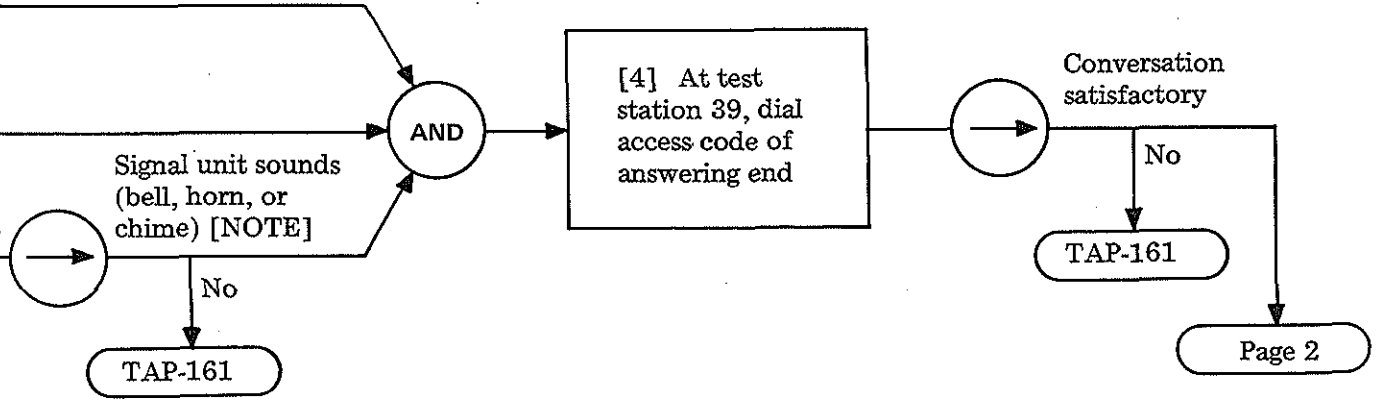 AND
[4] At test
station 39, dial
access code of
answering end
Conversation
satisfactory
No
TAP-161
Page 2
Signal unit sounds
(bell, horn, or
chime) [NOTE]
No
TAP-161